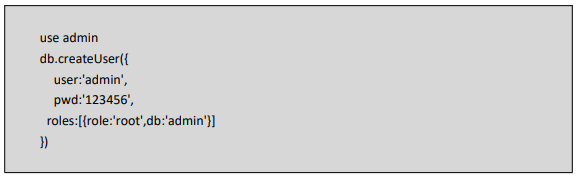 use admin
db.createUser({
user:'admin',
pwd:'123456',
roles:[{role:'root',db:'admin'}]
})